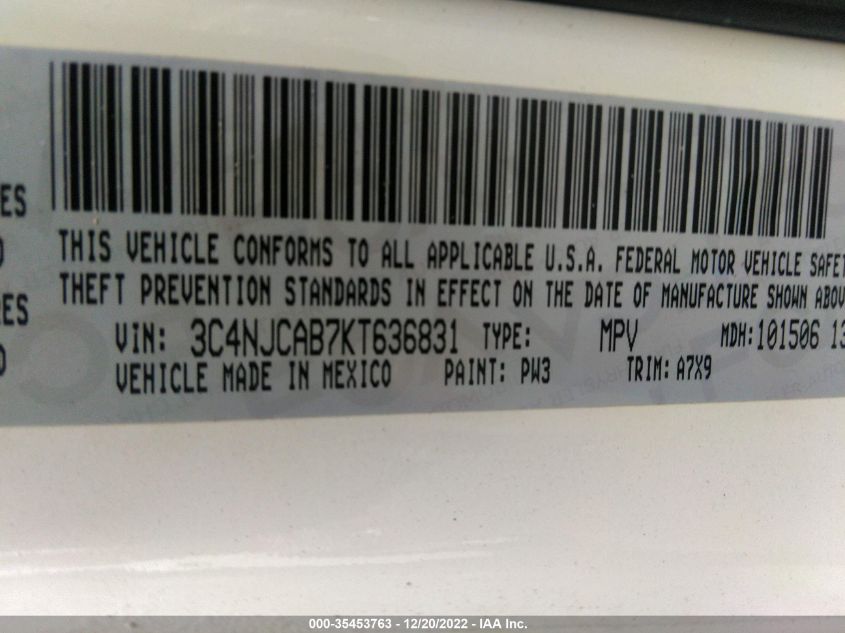 ES
RES
THIS VEHICLE CONFORMS TO ALL APPLICABLE U.S.A. FEDERAL MOTOR VEHICLE SAFET
THEFT PREVENTION STANDARDS IN EFFECT ON THE DATE OF MANUFACTURE SHOWN ABOV
VIN: 3C4NJCAB7KT636831 TYPE: MPV MDH:101506 13
VEHICLE MADE IN MEXICO PAINT: PW3 TRIM: A7X9
000-35453763 - 12/20/2022 - IAA Inc.